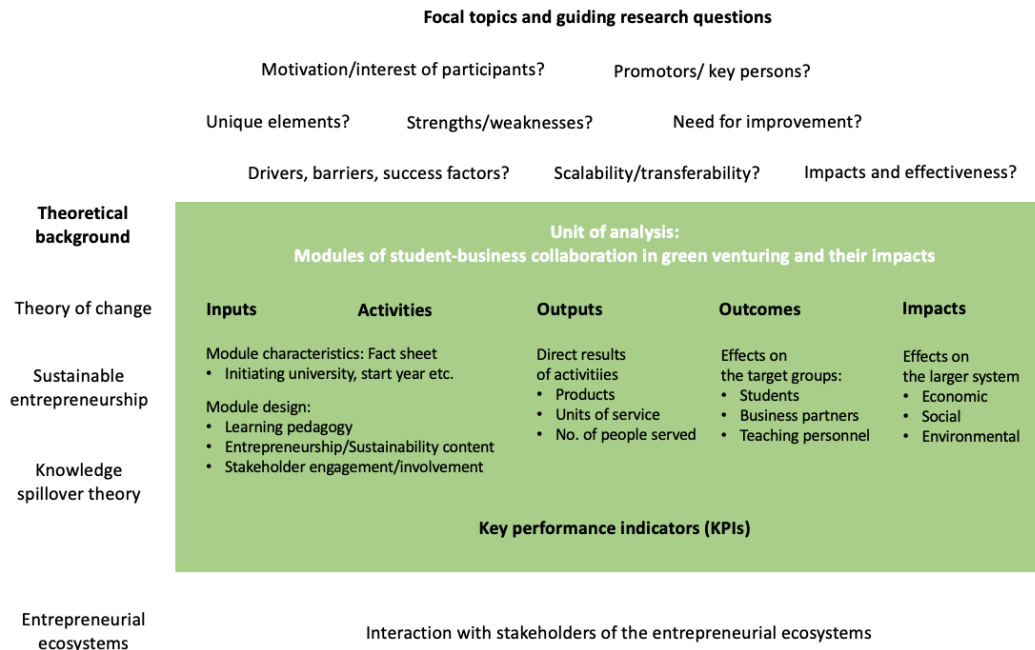 Focal topics and guiding research questions
Motivation/interest of participants?
Promotors/ key persons?
Unique elements?
Strengths/weaknesses?
Need for improvement?
Drivers, barriers, success factors?
Scalability/transferability?
Impacts and effectiveness?
Theoretical
background
Unit of analysis:
Modules of student-business collaboration in green venturing and their impacts
Theory of change
Inputs
Activities
Outputs
Outcomes
Impacts
Sustainable
entrepreneurship
Module characteristics: Fact sheet
• Initiating university, start year etc.
Module design:
• Learning pedagogy
• Entrepreneurship/Sustainability content
• Stakeholder engagement/involvement
Direct results
of activitiies
• Products
• Units of service
• No. of people served
Effects on
the target groups:
• Students
• Business partners
• Teaching personnel
Effects on
the larger system
• Economic
• Social
• Environmental
Knowledge
spillover theory
Key performance indicators (KPIs)
Entrepreneurial
ecosystems
Interaction with stakeholders of the entrepreneurial ecosystems